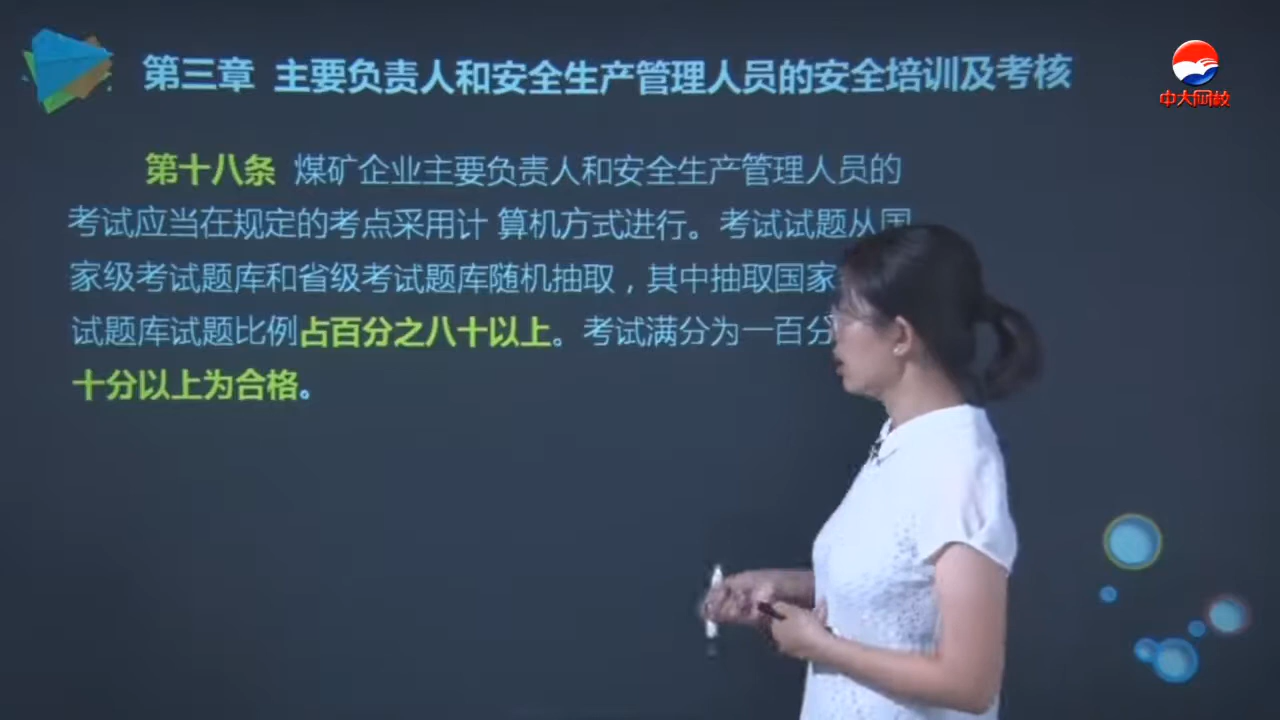 第三章 主要负责人和安全生产管理人员的安全培训及考核
中大网校
第十八条 煤矿企业主要负责人和安全生产管理人员的
考试应当在规定的考点采用计 算机方式进行。考试试题从国
家级考试题库和省级考试题库随机抽取，其中抽取国家
试题库试题比例占百分之八十以上。考试满分为一百分
十分以上为合格。